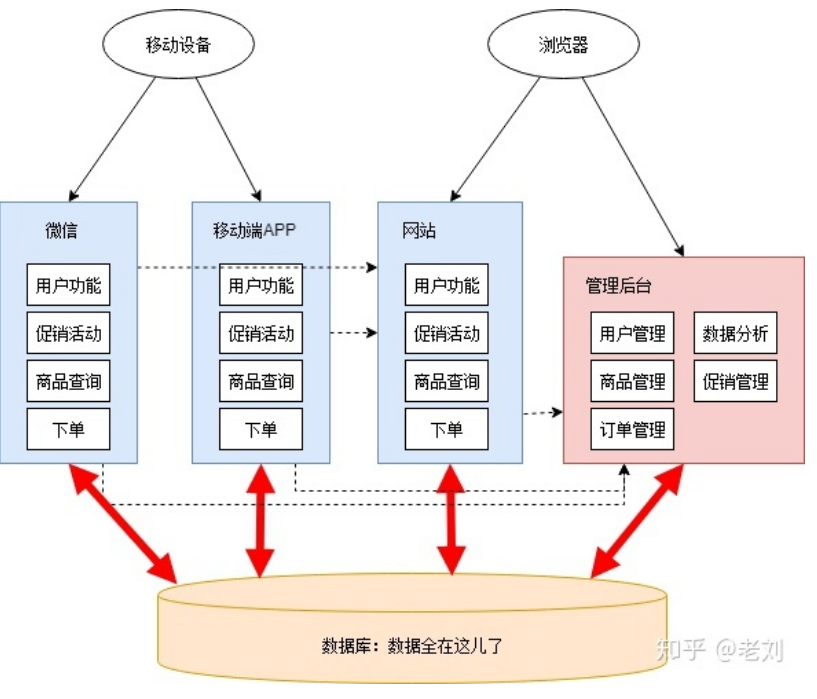 移动设备
浏览器
微信
用户功能
促销活动
商品查询
下单
移动端APP
用户功能
促销活动
商品查询
下单
网站
用户功能
促销活动
商品查询
下单
管理后台
用户管理
数据分析
商品管理
促销管理
订单管理
数据库：数据全在这儿了
知乎 @老刘